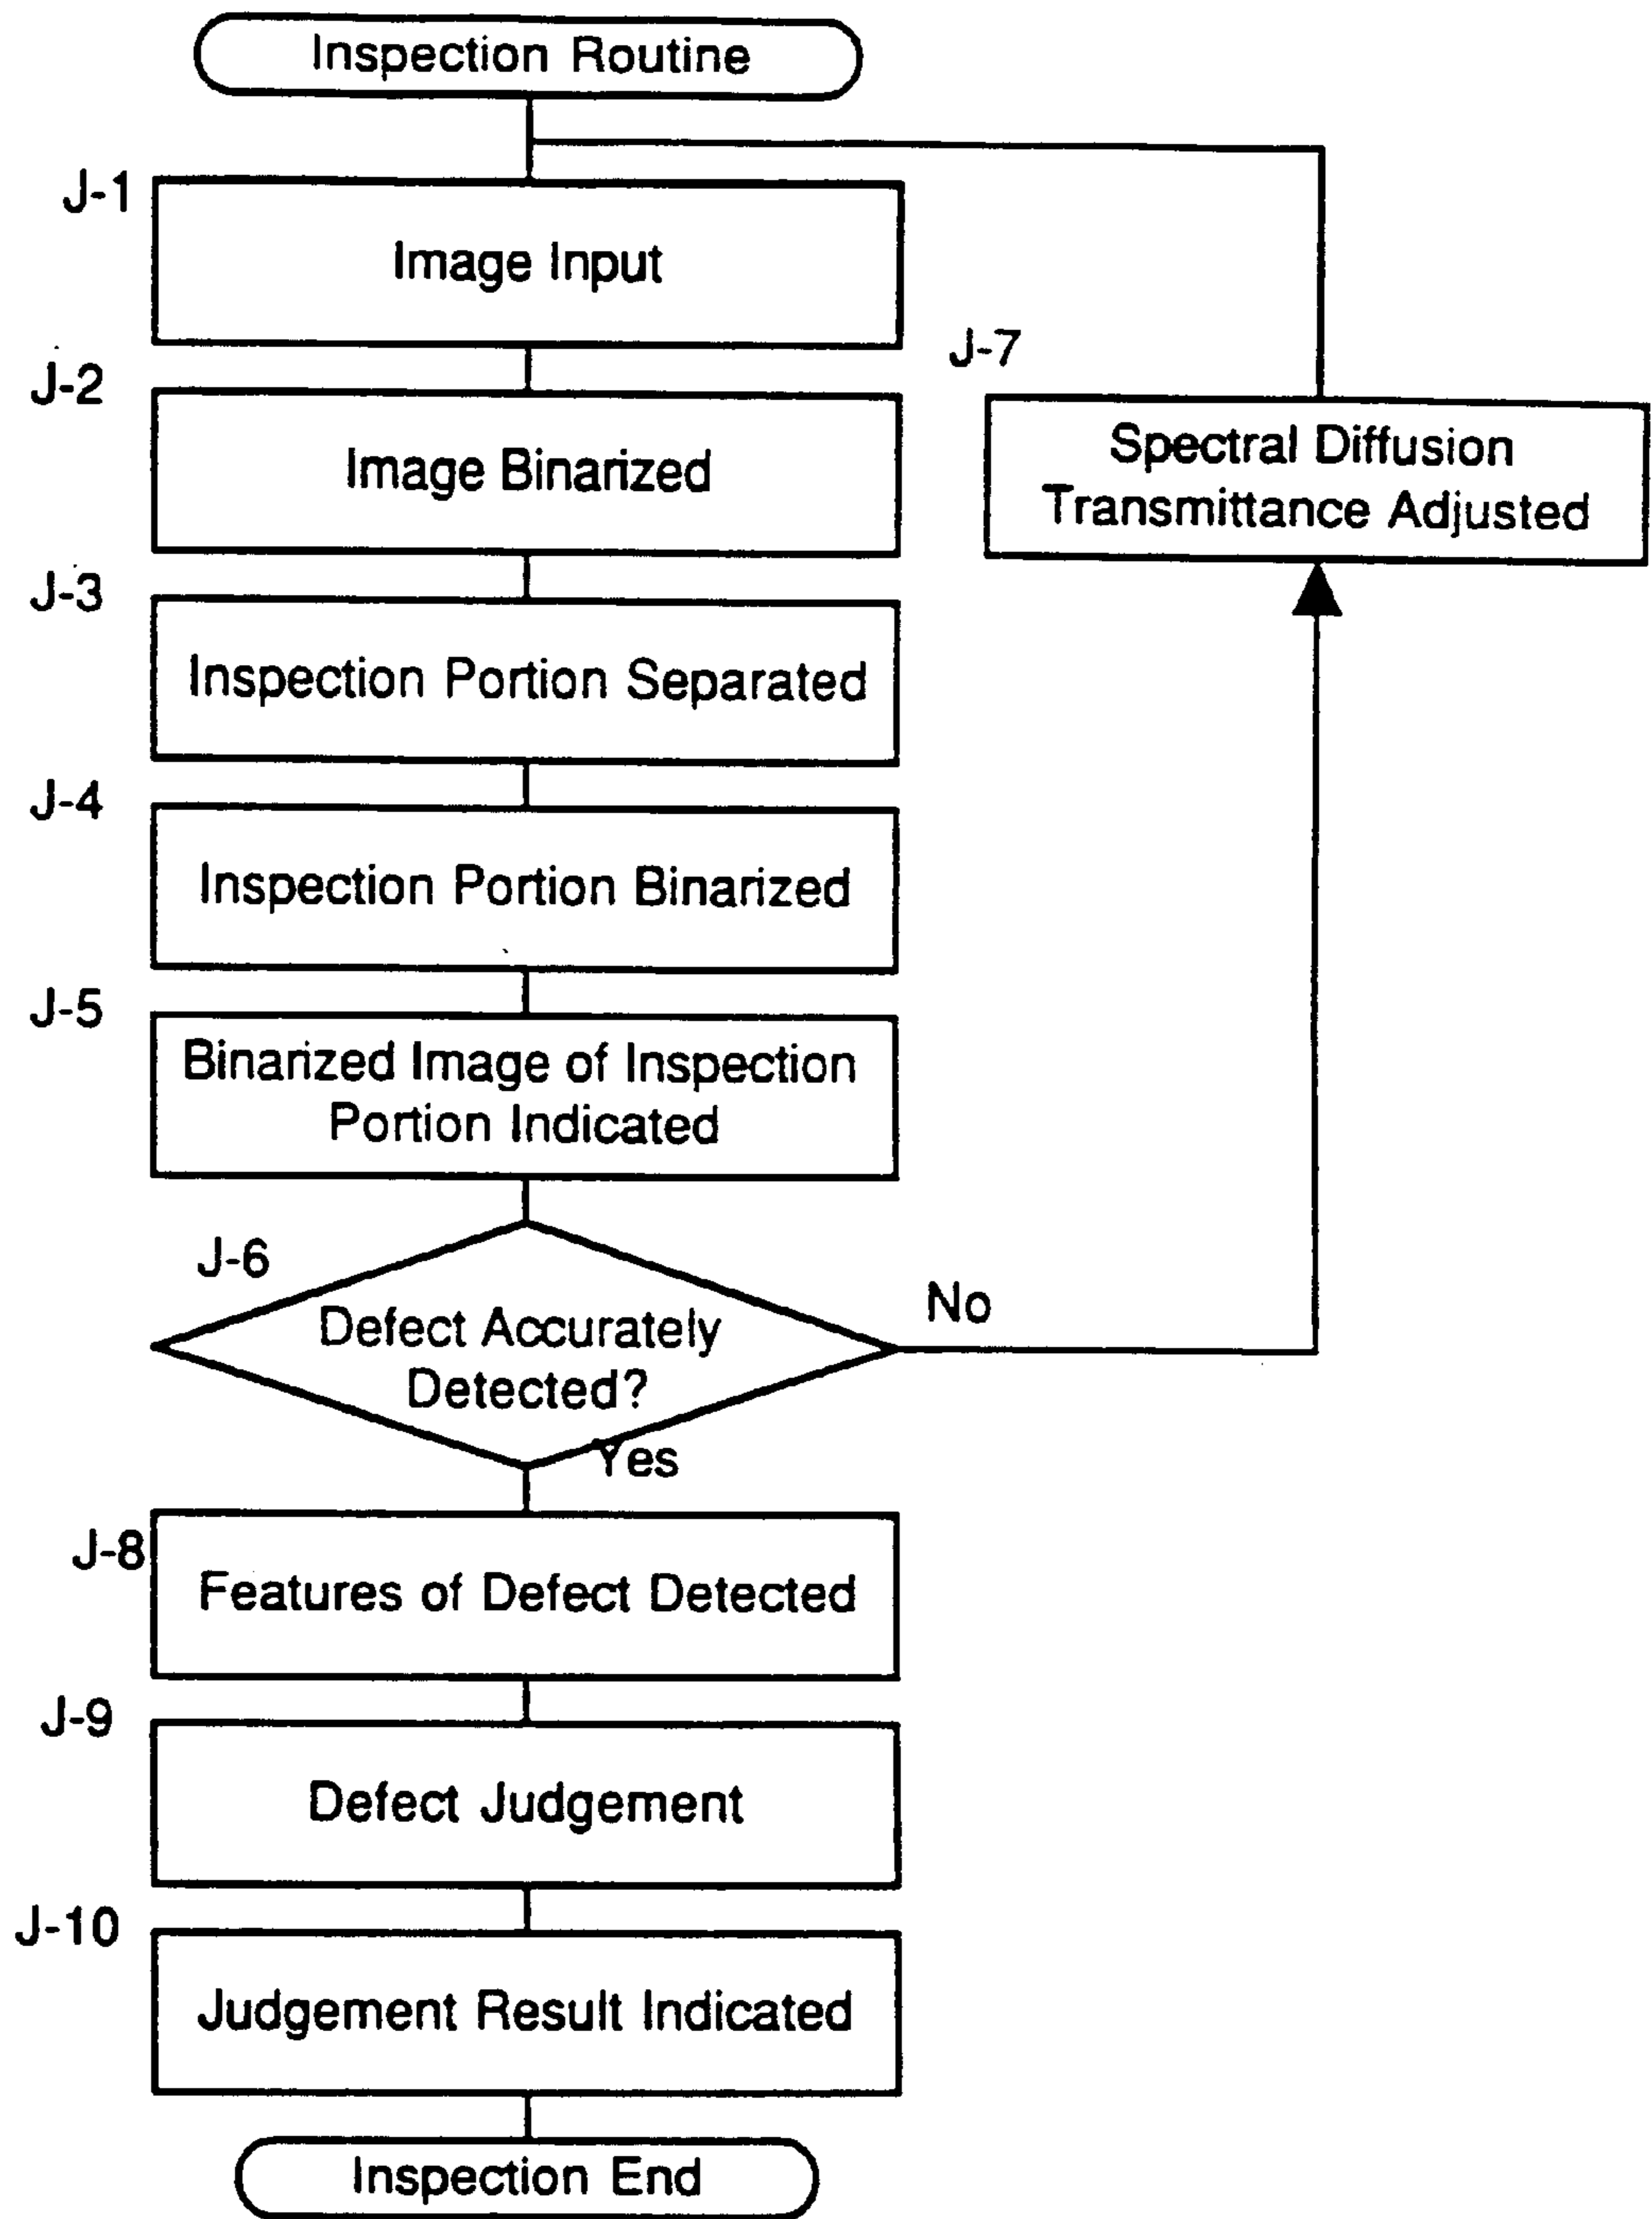 Inspection Routine
J-1
Image Input
J-2
Image Binarized
J-3
Inspection Portion Separated
J-4
Inspection Portion Binarized
J-5
Binarized Image of Inspection
Portion Indicated
J-6
Defect Accurately
Detected?
No
Yes
J-7
Spectral Diffusion
Transmittance Adjusted
J-8
Features of Defect Detected
J-9
Defect Judgement
J-10
Judgement Result Indicated
Inspection End